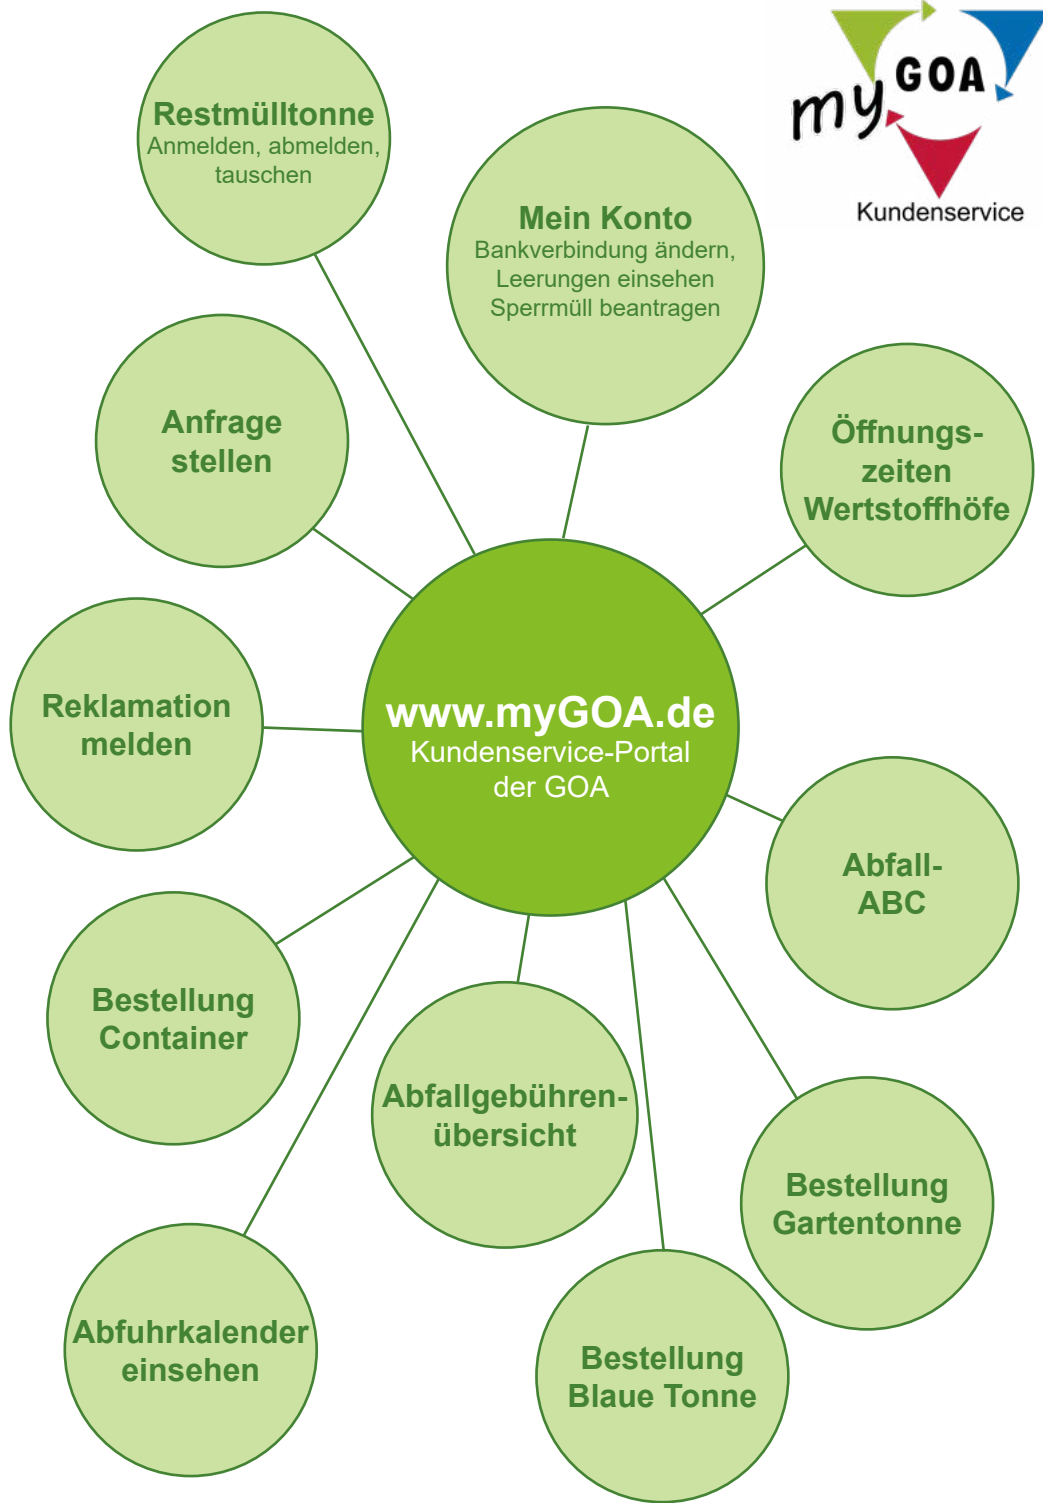 my GOA
Kundenservice
Restmülltonne
Anmelden, abmelden,
tauschen
Mein Konto
Bankverbindung ändern,
Leerungen einsehen
Sperrmüll beantragen
Anfrage
stellen
Öffnungs-
zeiten
Wertstoffhöfe
Reklamation
melden
www.myGOA.de
Kundenservice-Portal
der GOA
Abfall-
ABC
Bestellung
Container
Abfallgebühren-
übersicht
Bestellung
Gartentonne
Abfuhrkalender
einsehen
Bestellung
Blaue Tonne